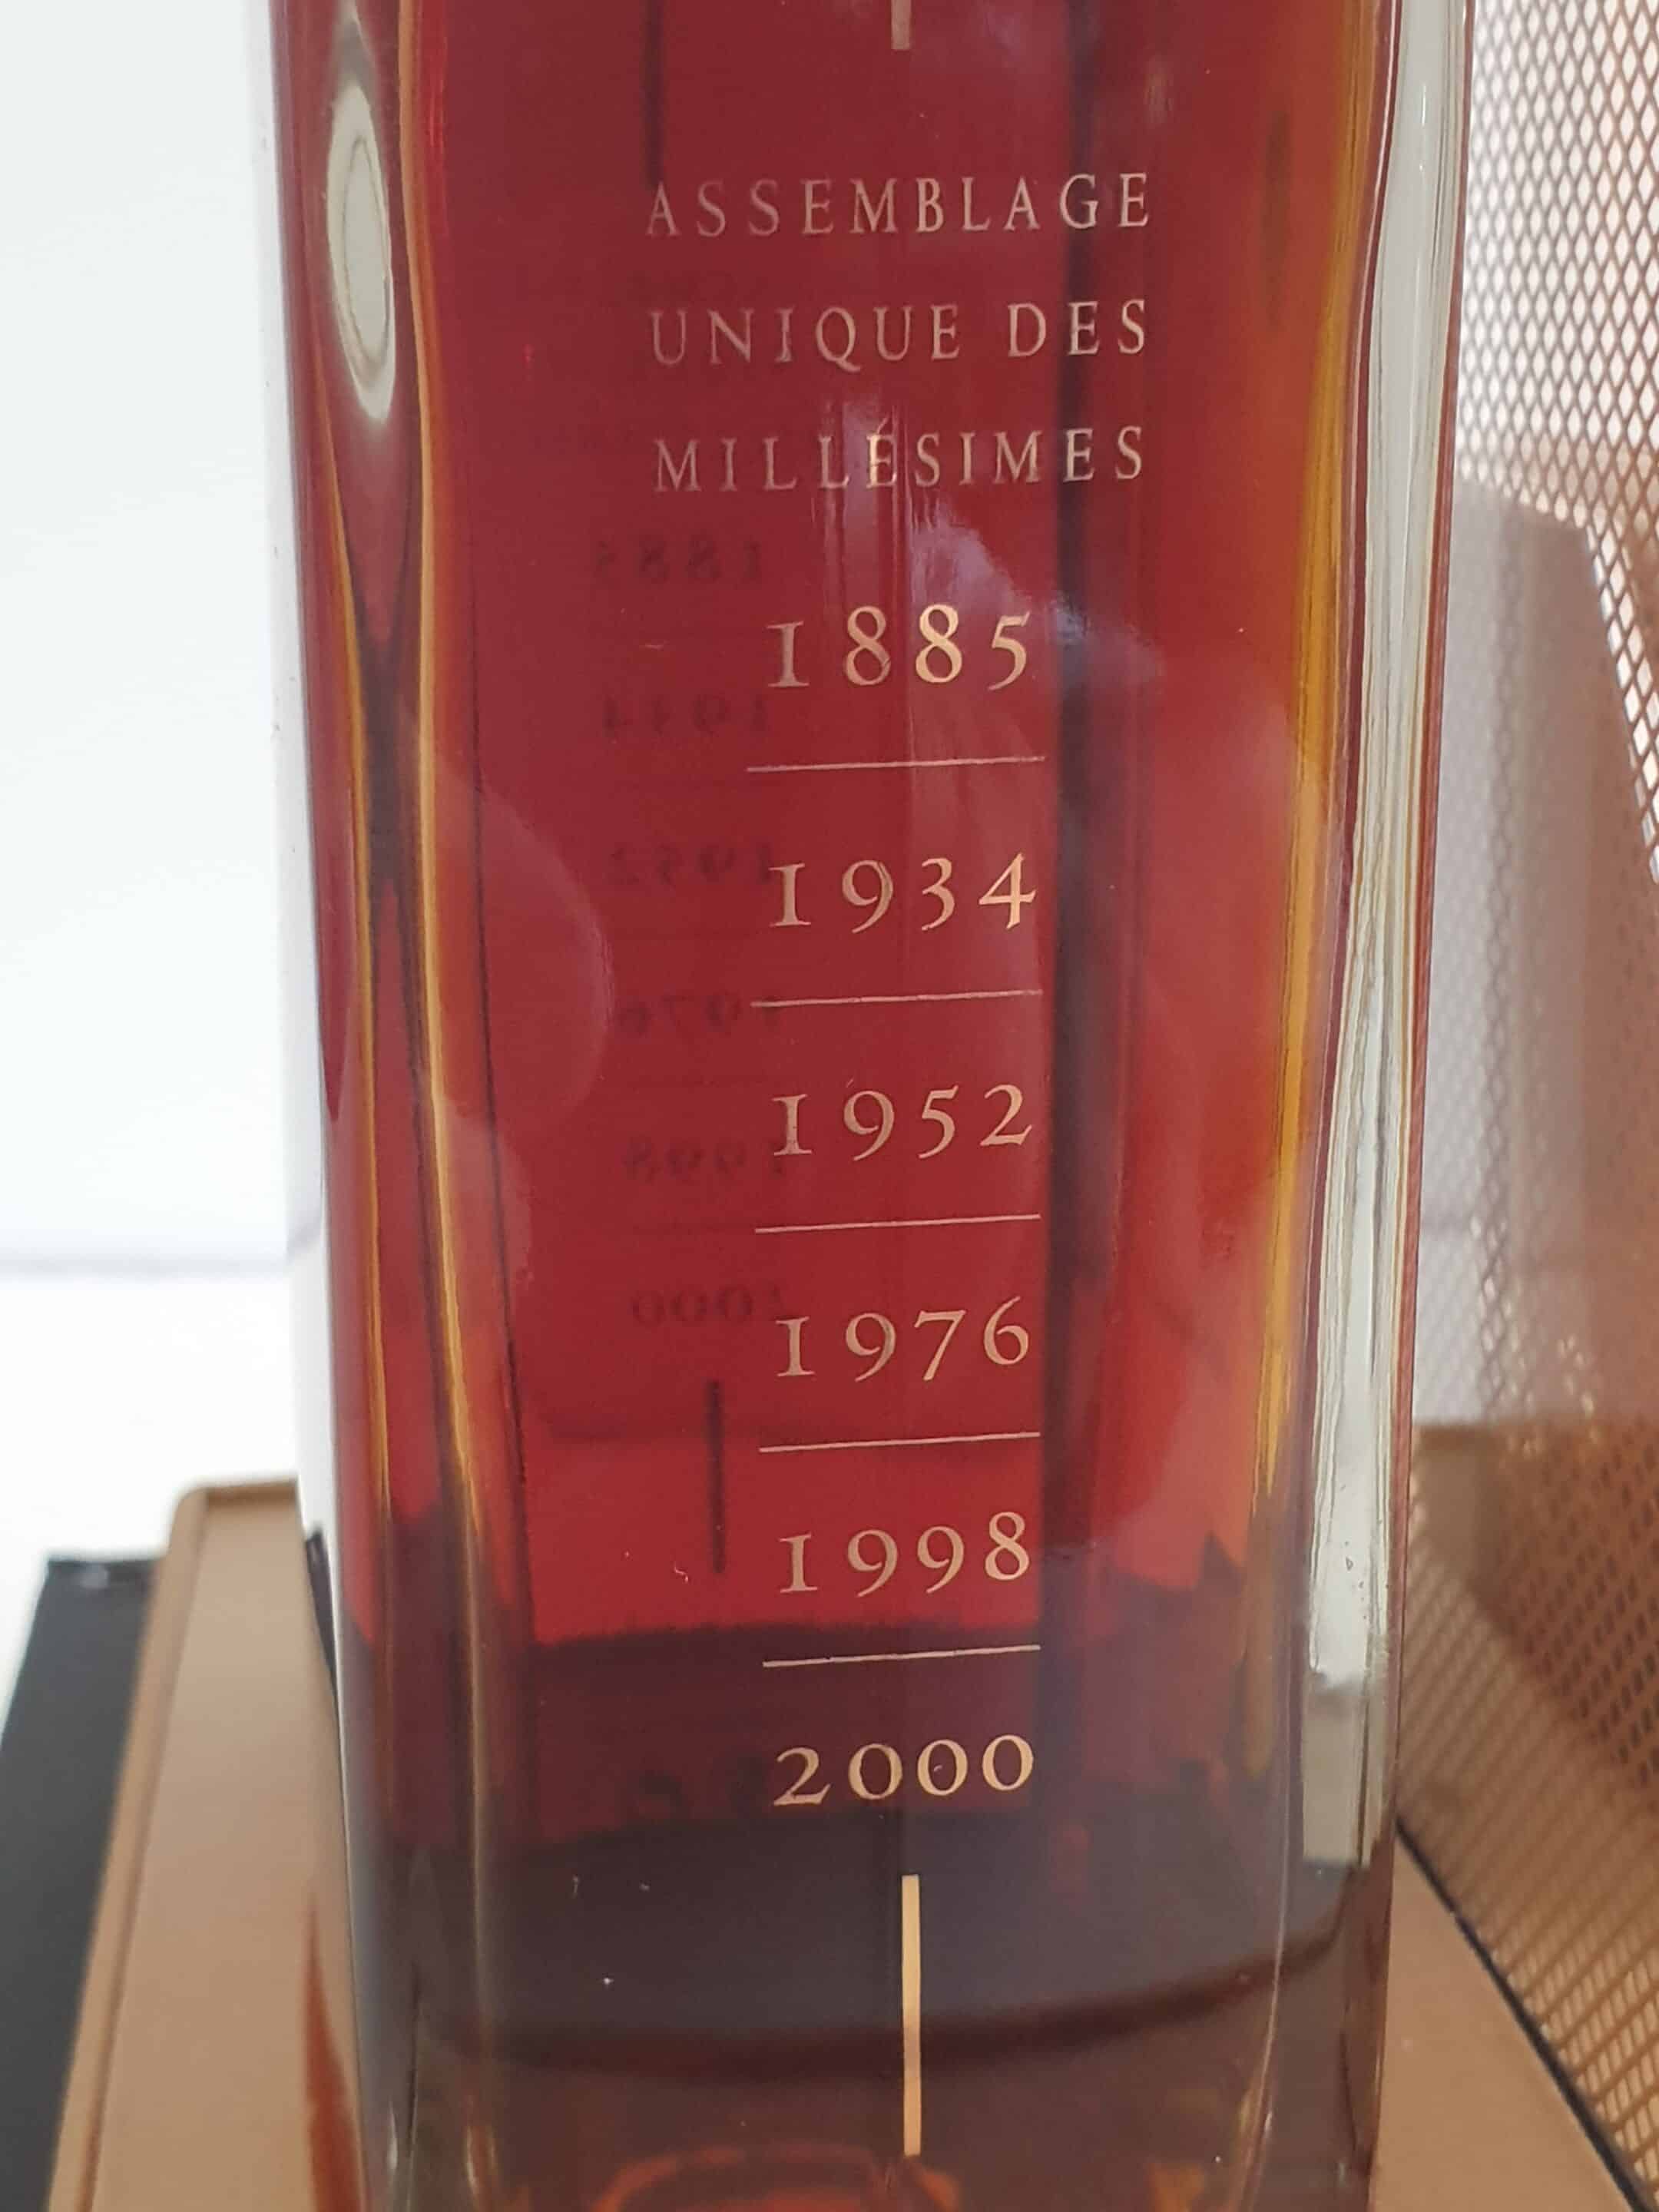 ASSEMBLAGE
UNIQUE DES
MILLÉSIMES
1885
1934
1952
1976
1998
2000